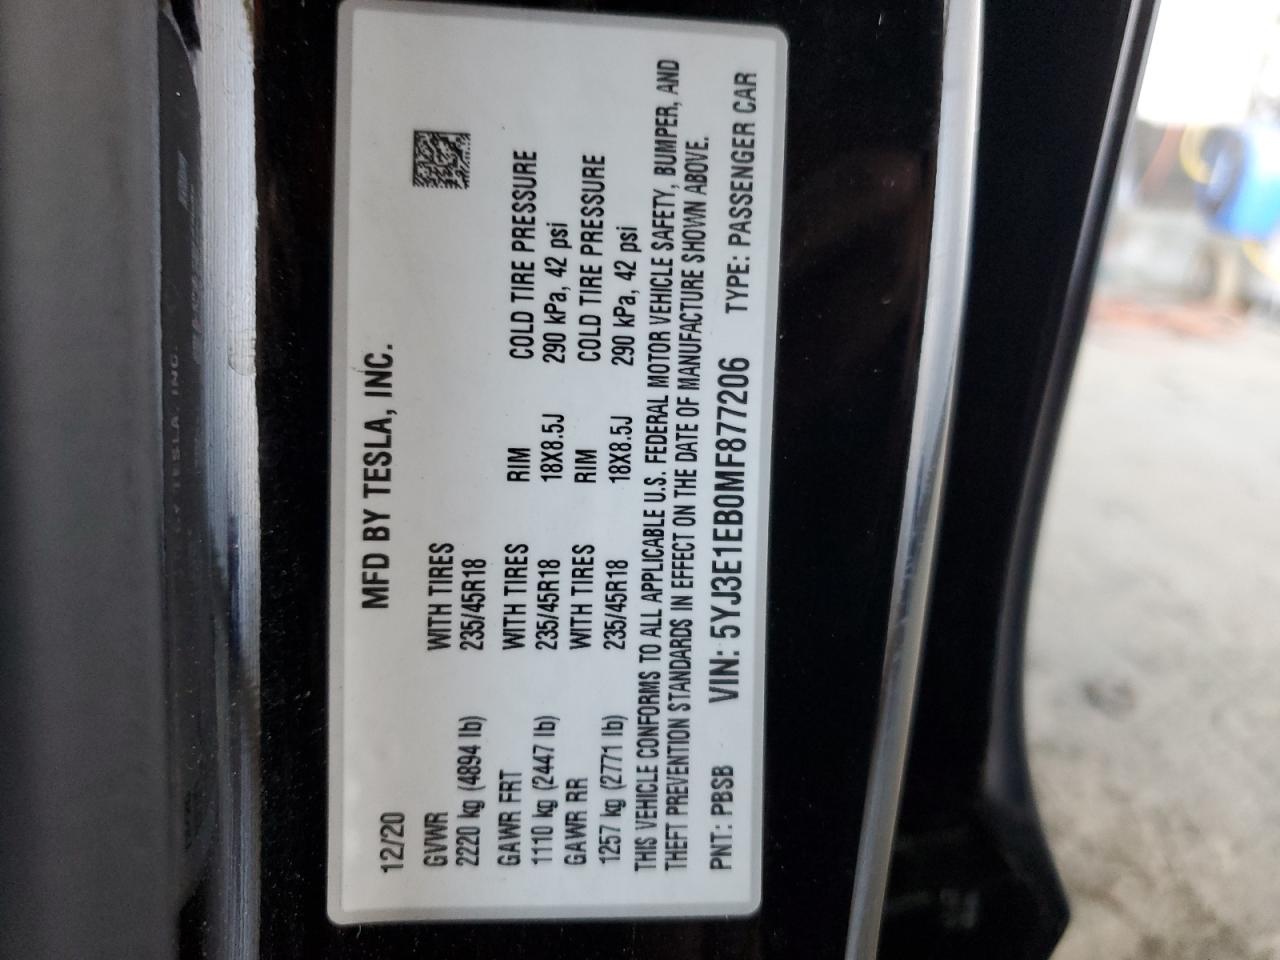 MFD BY TESLA, INC.
12/20
GVWR WITH TIRES
2220 kg (4894 lb) 235/45R18
GAWR FRT WITH TIRES RIM COLD TIRE PRESSURE
1110 kg (2447 lb) 235/45R18 18X8.5J 290 kPa, 42 psi
GAWR RR WITH TIRES RIM COLD TIRE PRESSURE
1257 kg (2771 lb) 235/45R18 18X8.5J 290 kPa, 42 psi
THIS VEHICLE CONFORMS TO ALL APPLICABLE U.S. FEDERAL MOTOR VEHICLE SAFETY, BUMPER, AND
THEFT PREVENTION STANDARDS IN EFFECT ON THE DATE OF MANUFACTURE SHOWN ABOVE.
PNT: PBSB VIN: 5YJ3E1EB0MF877206 TYPE: PASSENGER CAR